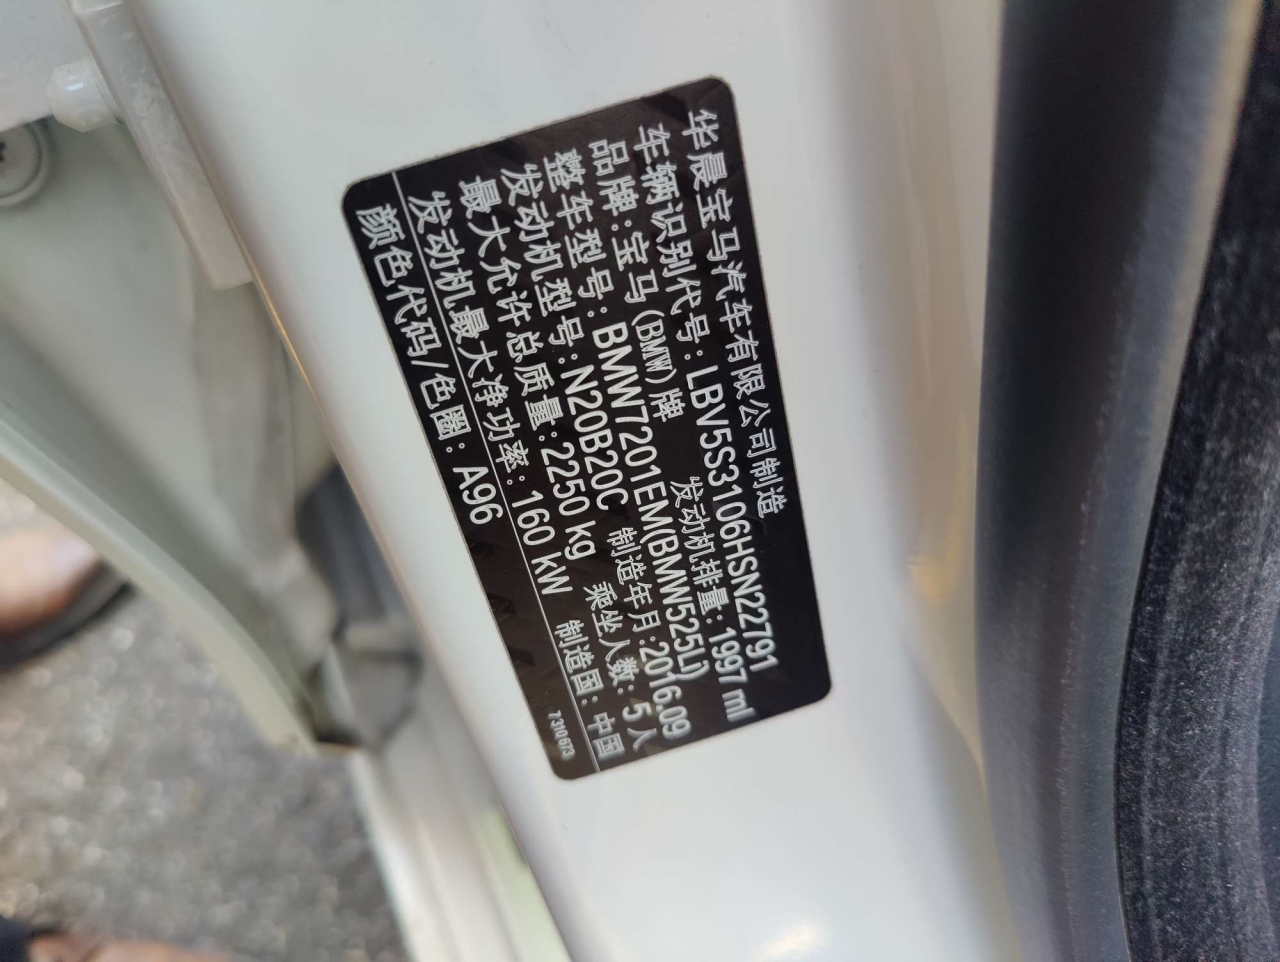 华晨宝马汽车有限公司制造
车辆识别代号:LBV5S3106HSN22791
品牌:宝马(BMW)牌 发动机排量:1997 ml
整车型号:BMW7201EM(BMW525Li)
发动机型号:N20B20C 制造年月:2016.09
最大允许总质量:2250 kg 乘坐人数:5人
发动机最大净功率:160 kW 制造国:中国
颜色代码/色圈:A96
7310673